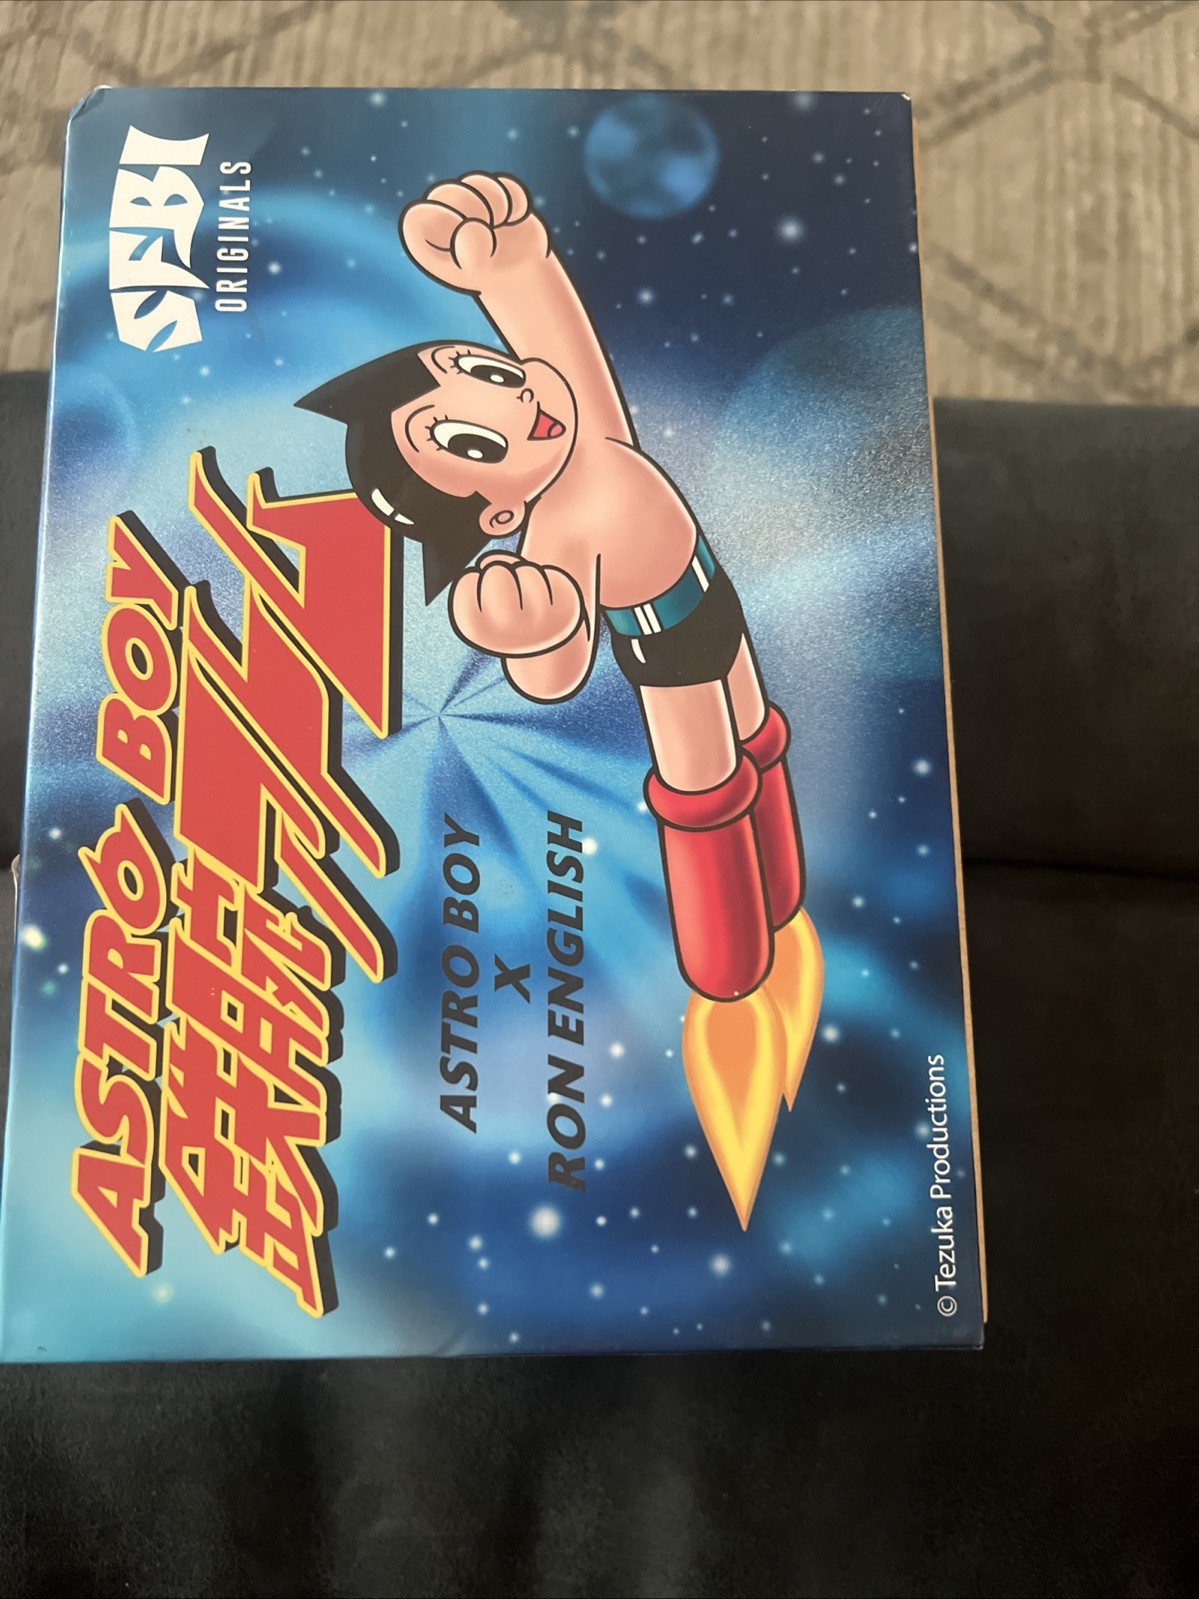 SFBI
ORIGINALS
ASTRO BOY
鉄腕アトム
ASTRO BOY
X
RON ENGLISH
© Tezuka Productions